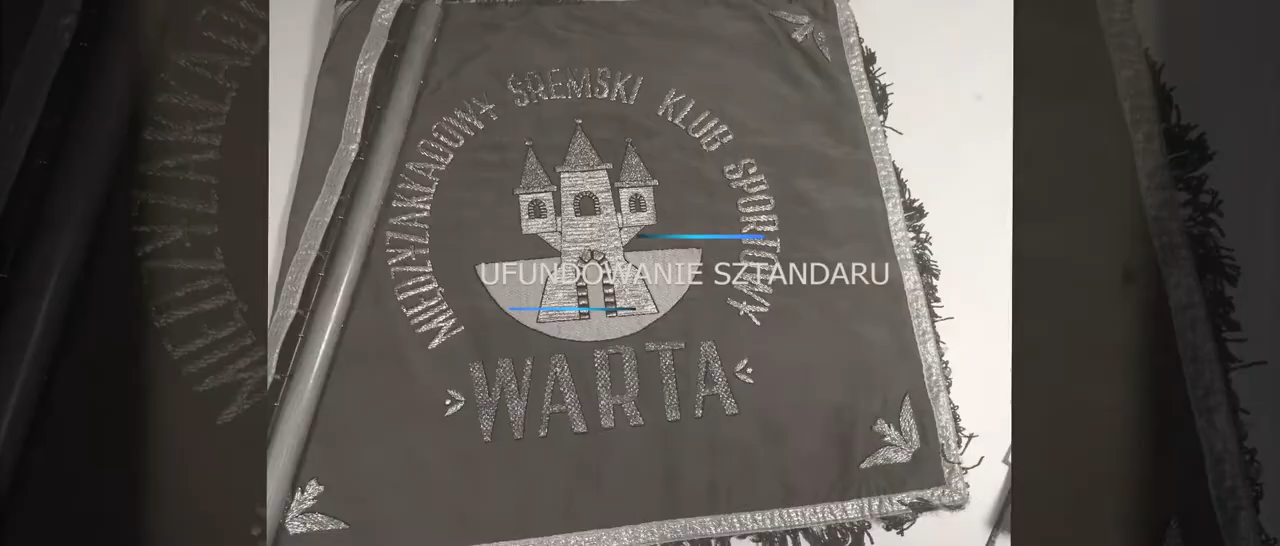 MIĘDZYZAKŁADOWY ŚREMSKI KLUB SPORTOWY
UFUNDOWANIE SZTANDARU
WARTA